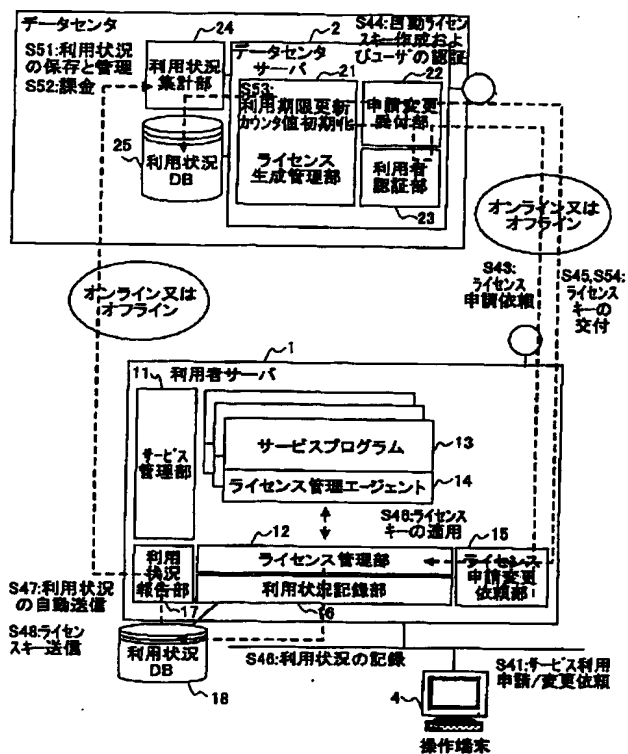 データセンタ
24
2
S44:自動ライセン
スキー作成およ
びユーザの認証
S51:利用状況
の保存と管理
S52:課金
利用状況
集計部
データセンタ
サーバ
21
22
S53:
利用期限更新
カウンタ値初期化
申請変更
受付部
25
利用状況
DB
ライセンス
生成管理部
利用者
認証部
23
オンライン又は
オフライン
オンライン又は
オフライン
S43:
ライセンス
申請依頼
S45,S54:
ライセンス
キーの
交付
1
11
利用者サーバ
サービス
管理部
サービスプログラム
13
ライセンス管理エージェント
14
S46:ライセンス
キーの適用
12
15
利用
状況
報告部
17
ライセンス管理部
利用状況記録部
16
ライセンス
申請変更
依頼部
S47:利用状況
の自動送信
S48:ライセン
スキー送信
利用状況
DB
18
S46:利用状況の記録
S41:サービス利用
申請/変更依頼
4
操作端末